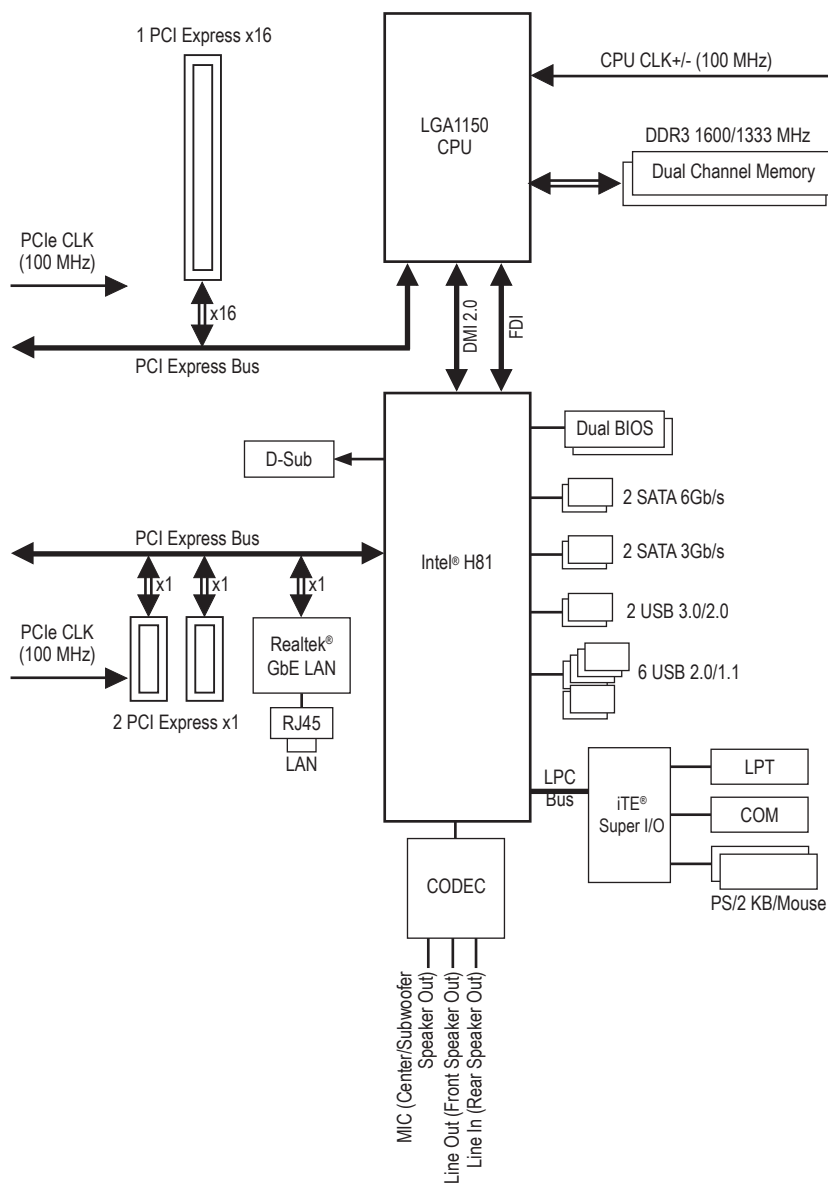 1 PCI Express x16
CPU CLK+/- (100 MHz)
LGA1150
CPU
DDR3 1600/1333 MHz
Dual Channel Memory
PCIe CLK
(100 MHz)
x16
DMI 2.0
FDI
PCI Express Bus
Dual BIOS
D-Sub
2 SATA 6Gb/s
PCI Express Bus
Intel® H81
2 SATA 3Gb/s
x1
x1
x1
2 USB 3.0/2.0
PCIe CLK
(100 MHz)
Realtek®
GbE LAN
6 USB 2.0/1.1
2 PCI Express x1
RJ45
LAN
LPC
Bus
iTE®
Super I/O
LPT
COM
PS/2 KB/Mouse
CODEC
MIC (Center/Subwoofer
Speaker Out)
Line Out (Front Speaker Out)
Line In (Rear Speaker Out)